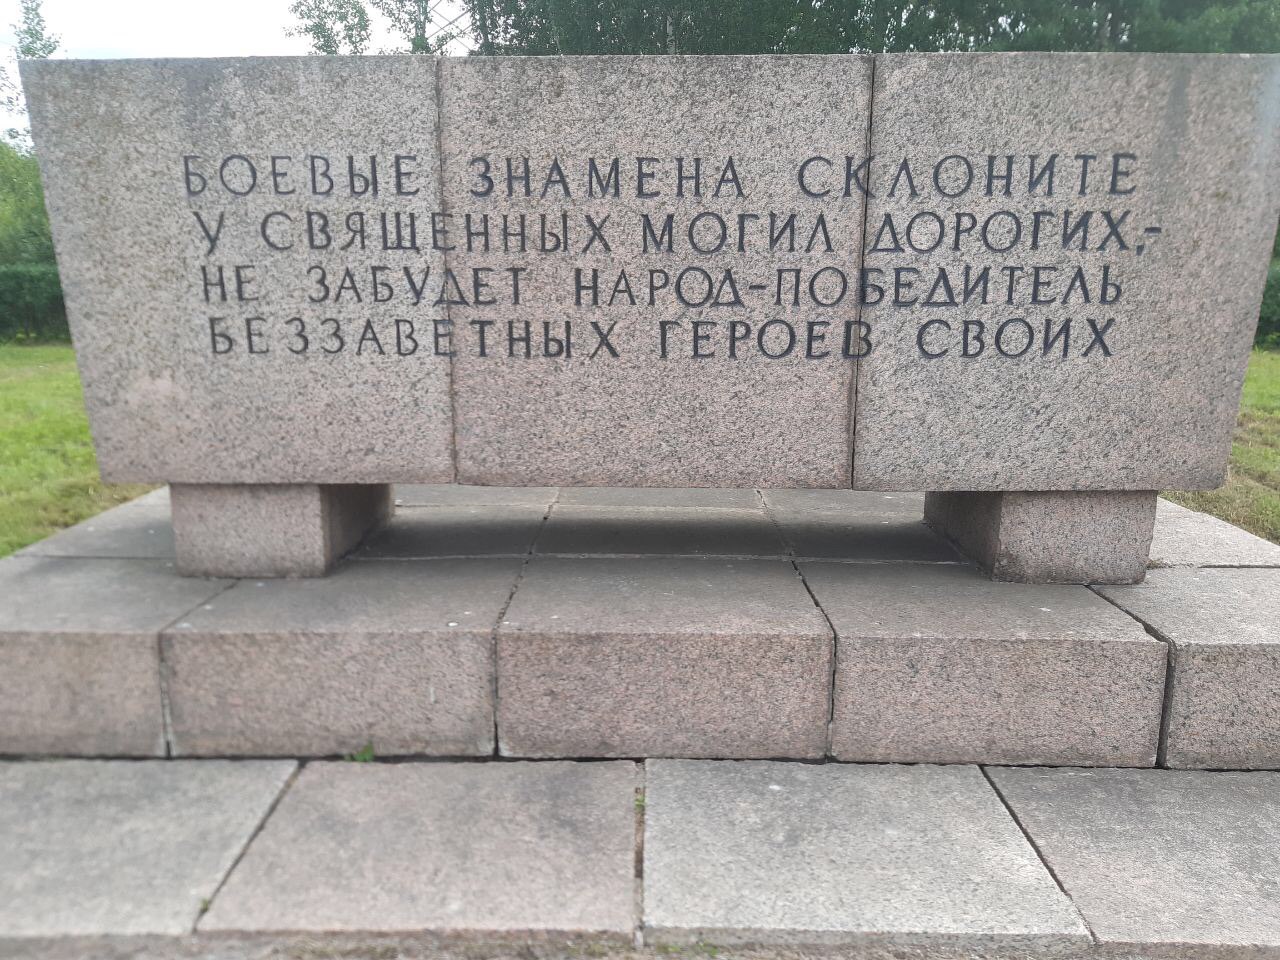 БОЕВЫЕ ЗНАМЕНА СКЛОНИТЕ
У СВЯЩЕННЫХ МОГИЛ ДОРОГИХ,-
НЕ ЗАБУДЕТ НАРОД-ПОБЕДИТЕЛЬ
БЕЗЗАВЕТНЫХ ГЕРОЕВ СВОИХ